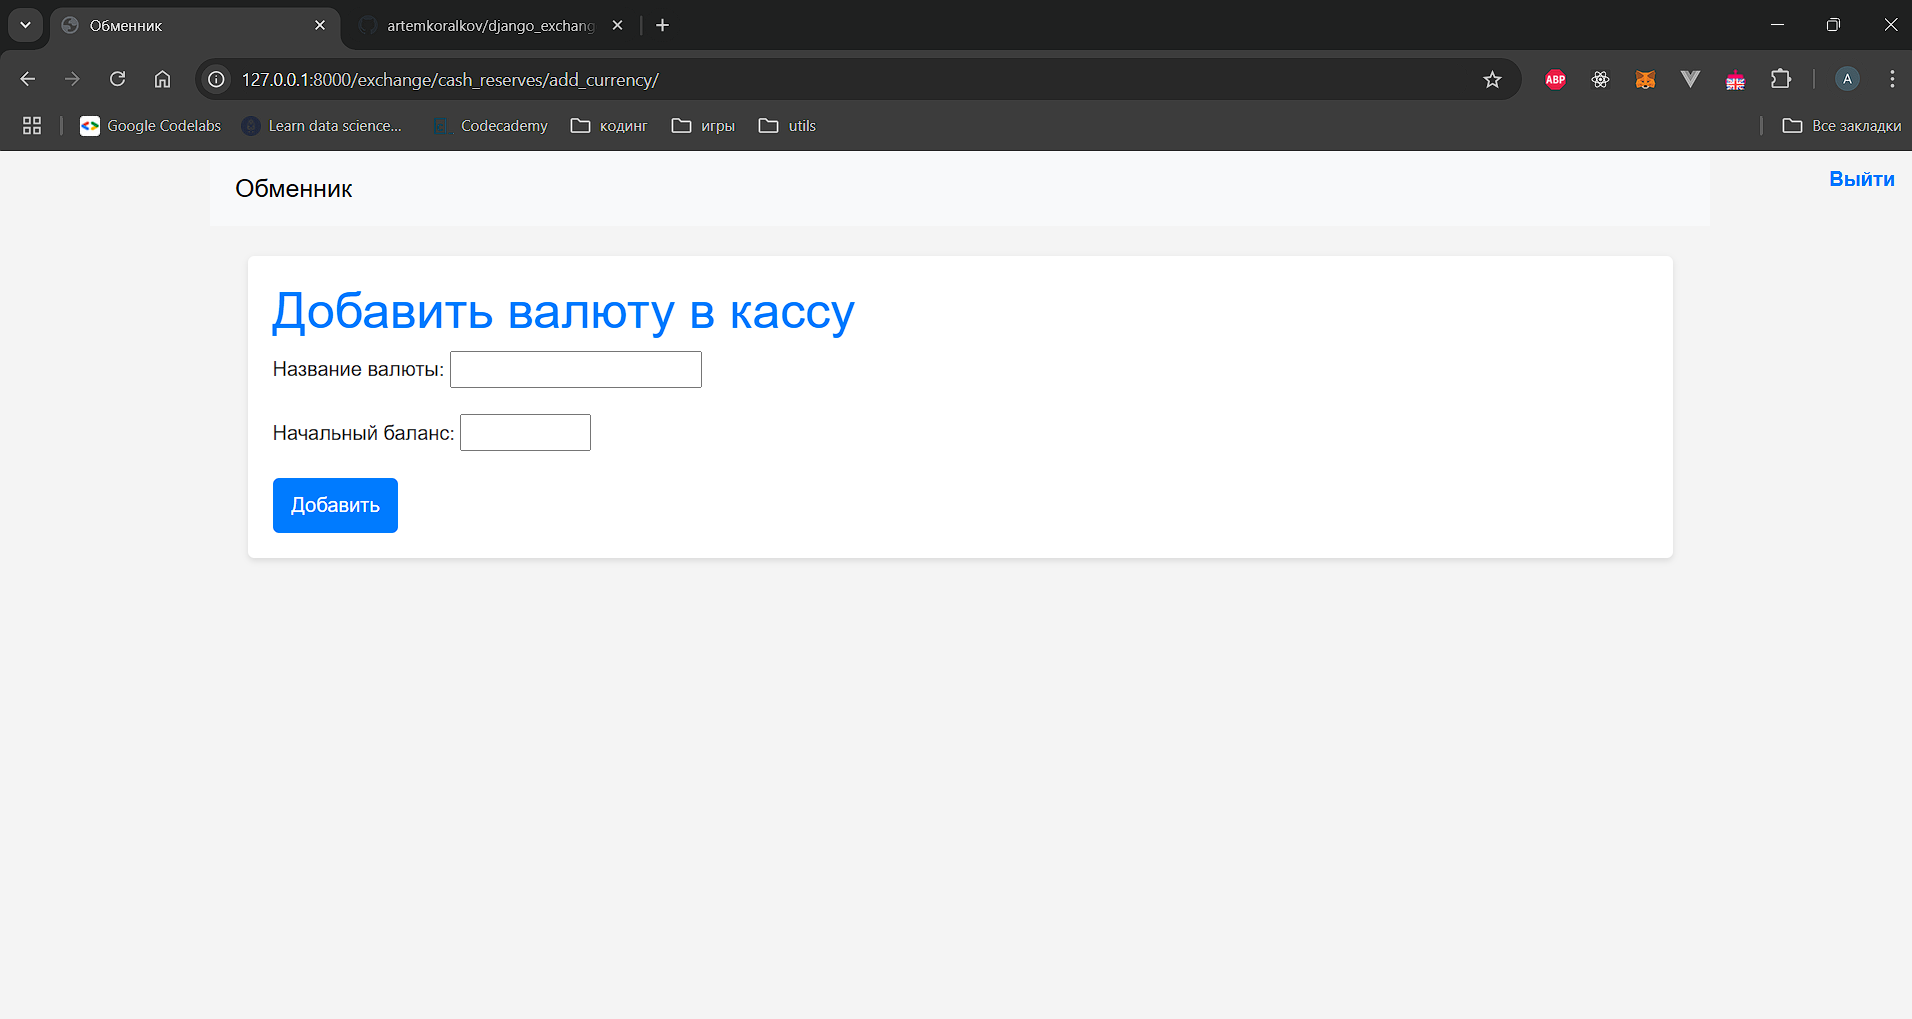 Обменник
artemkoralkov/django_exchang
127.0.0.1:8000/exchange/cash_reserves/add_currency/
ABP
A
Google Codelabs
Learn data science...
Codecademy
кодинг
игры
utils
Все закладки
Обменник
Выйти
Добавить валюту в кассу
Название валюты:
Начальный баланс:
Добавить